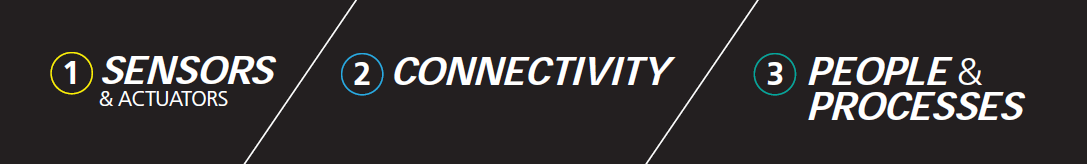 1 SENSORS
& ACTUATORS
2 CONNECTIVITY
3 PEOPLE &
PROCESSES